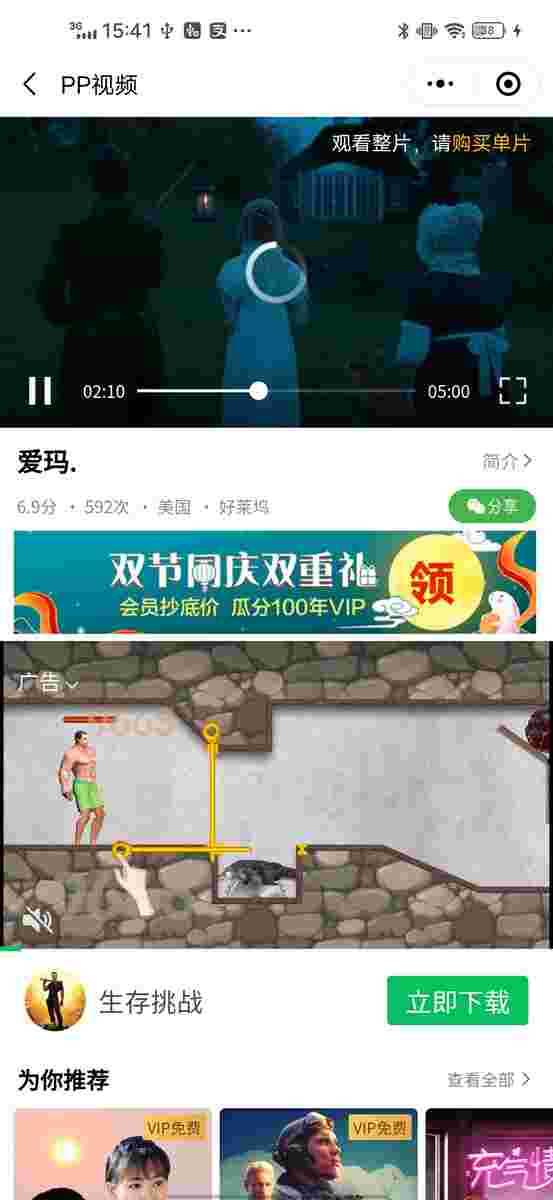 3G 15:41
PP视频
观看整片，请购买单片
02:10 05:00
爱玛. 简介
6.9分 · 592次 · 美国 · 好莱坞 分享
双节同庆双重礼
会员抄底价 瓜分100年VIP
领
广告
生存挑战 立即下载
为你推荐 查看全部
VIP免费 VIP免费